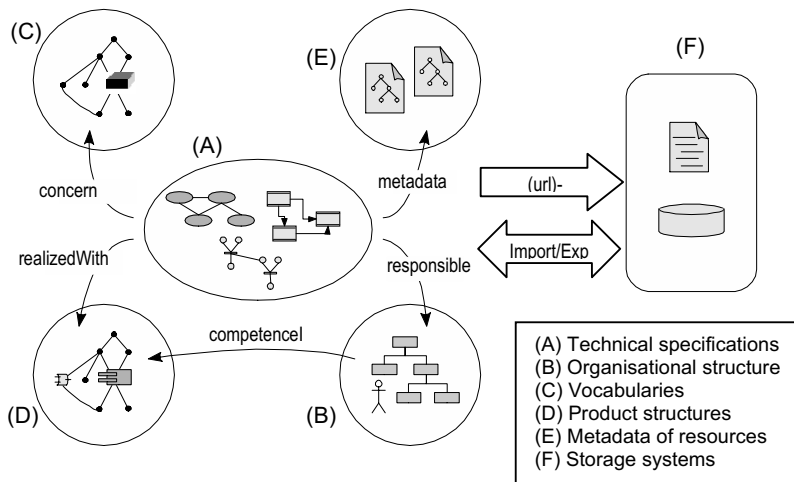 (C)
(E)
(F)
(A)
concern
metadata
(url)-
realizedWith
responsible
Import/Exp
competenceI
(D)
(B)
(A) Technical specifications
(B) Organisational structure
(C) Vocabularies
(D) Product structures
(E) Metadata of resources
(F) Storage systems